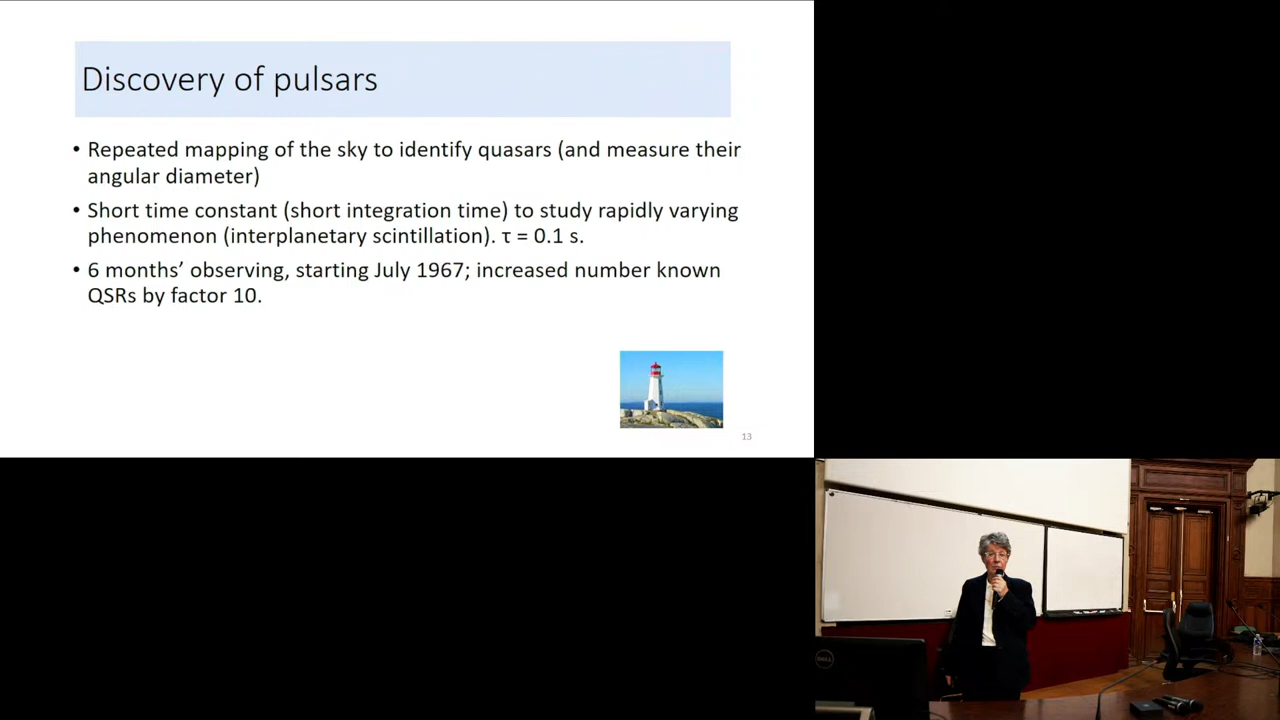 Discovery of pulsars
• Repeated mapping of the sky to identify quasars (and measure their
angular diameter)
• Short time constant (short integration time) to study rapidly varying
phenomenon (interplanetary scintillation). τ = 0.1 s.
• 6 months’ observing, starting July 1967; increased number known
QSRs by factor 10.
13
DELL